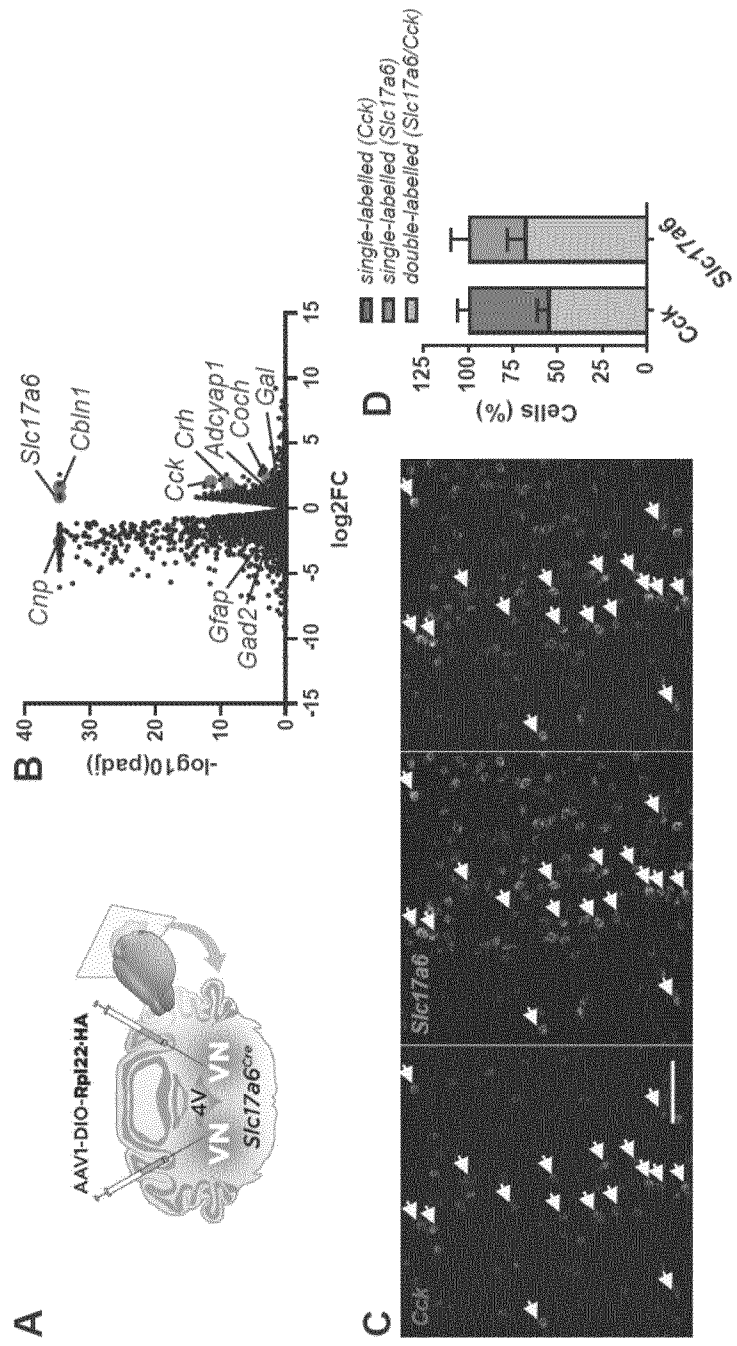 A
AAV1-DIO-Rpl22-HA
4V
VN VN
Slc17a6Cre
B
Slc17a6
Cbln1
Cnp
Cck
Crh
Adcyap1
Coch
Gal
Gfap
Gad2
40
30
20
10
0
-log10(padj)
-15 -10 -5 0 5 10 15
log2FC
C
Cck
Slc17a6
D
single-labelled (Cck)
single-labelled (Slc17a6)
double-labelled (Slc17a6/Cck)
125
100
75
50
25
0
Cells (%)
Cck
Slc17a6